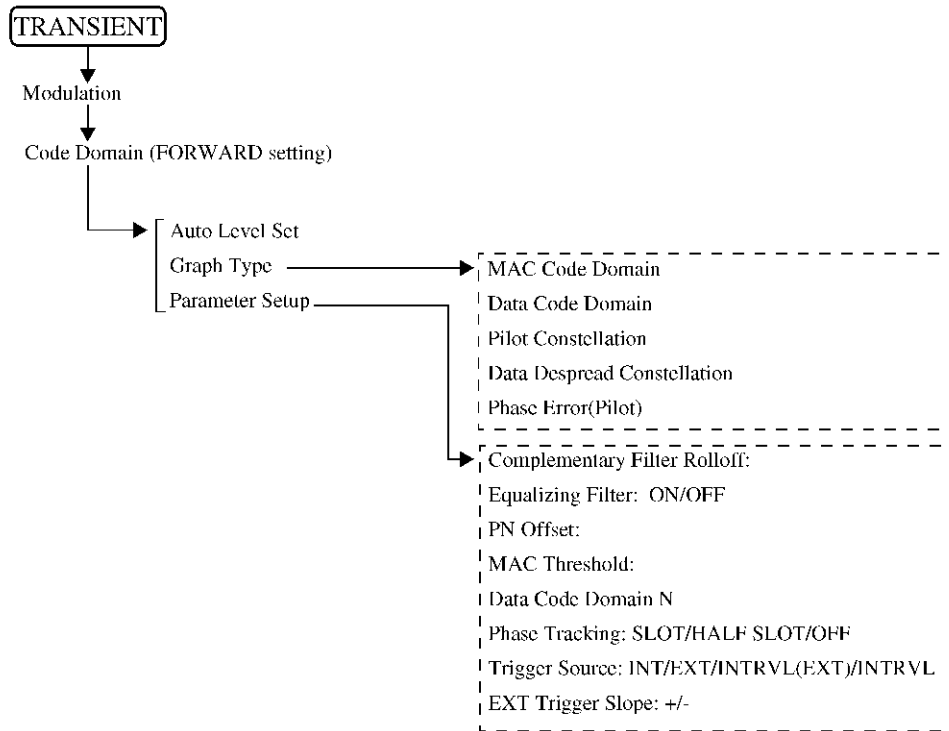 TRANSIENT
Modulation
Code Domain (FORWARD setting)
Auto Level Set
Graph Type
Parameter Setup
MAC Code Domain
Data Code Domain
Pilot Constellation
Data Despread Constellation
Phase Error(Pilot)
Complementary Filter Rolloff:
Equalizing Filter: ON/OFF
PN Offset:
MAC Threshold:
Data Code Domain N
Phase Tracking: SLOT/HALF SLOT/OFF
Trigger Source: INT/EXT/INTRVL(EXT)/INTRVL
EXT Trigger Slope: +/-